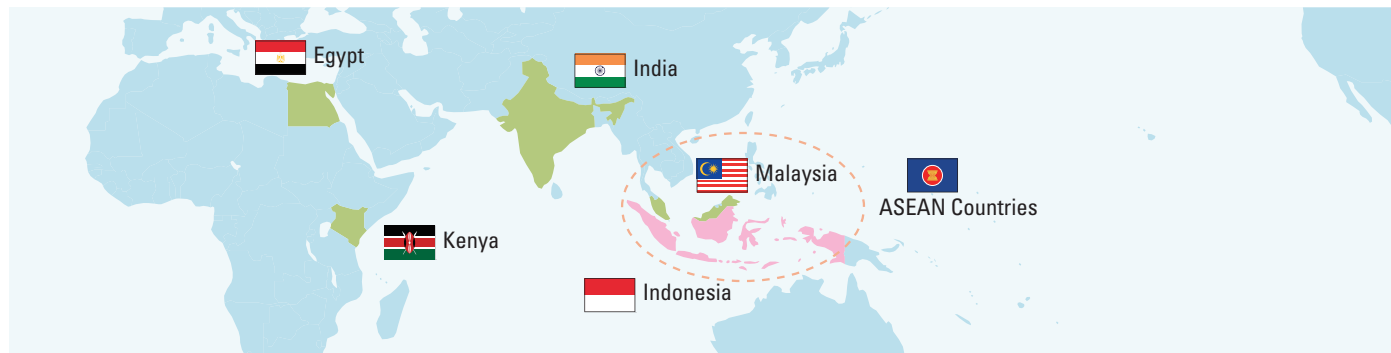 Egypt
India
Malaysia
ASEAN Countries
Kenya
Indonesia